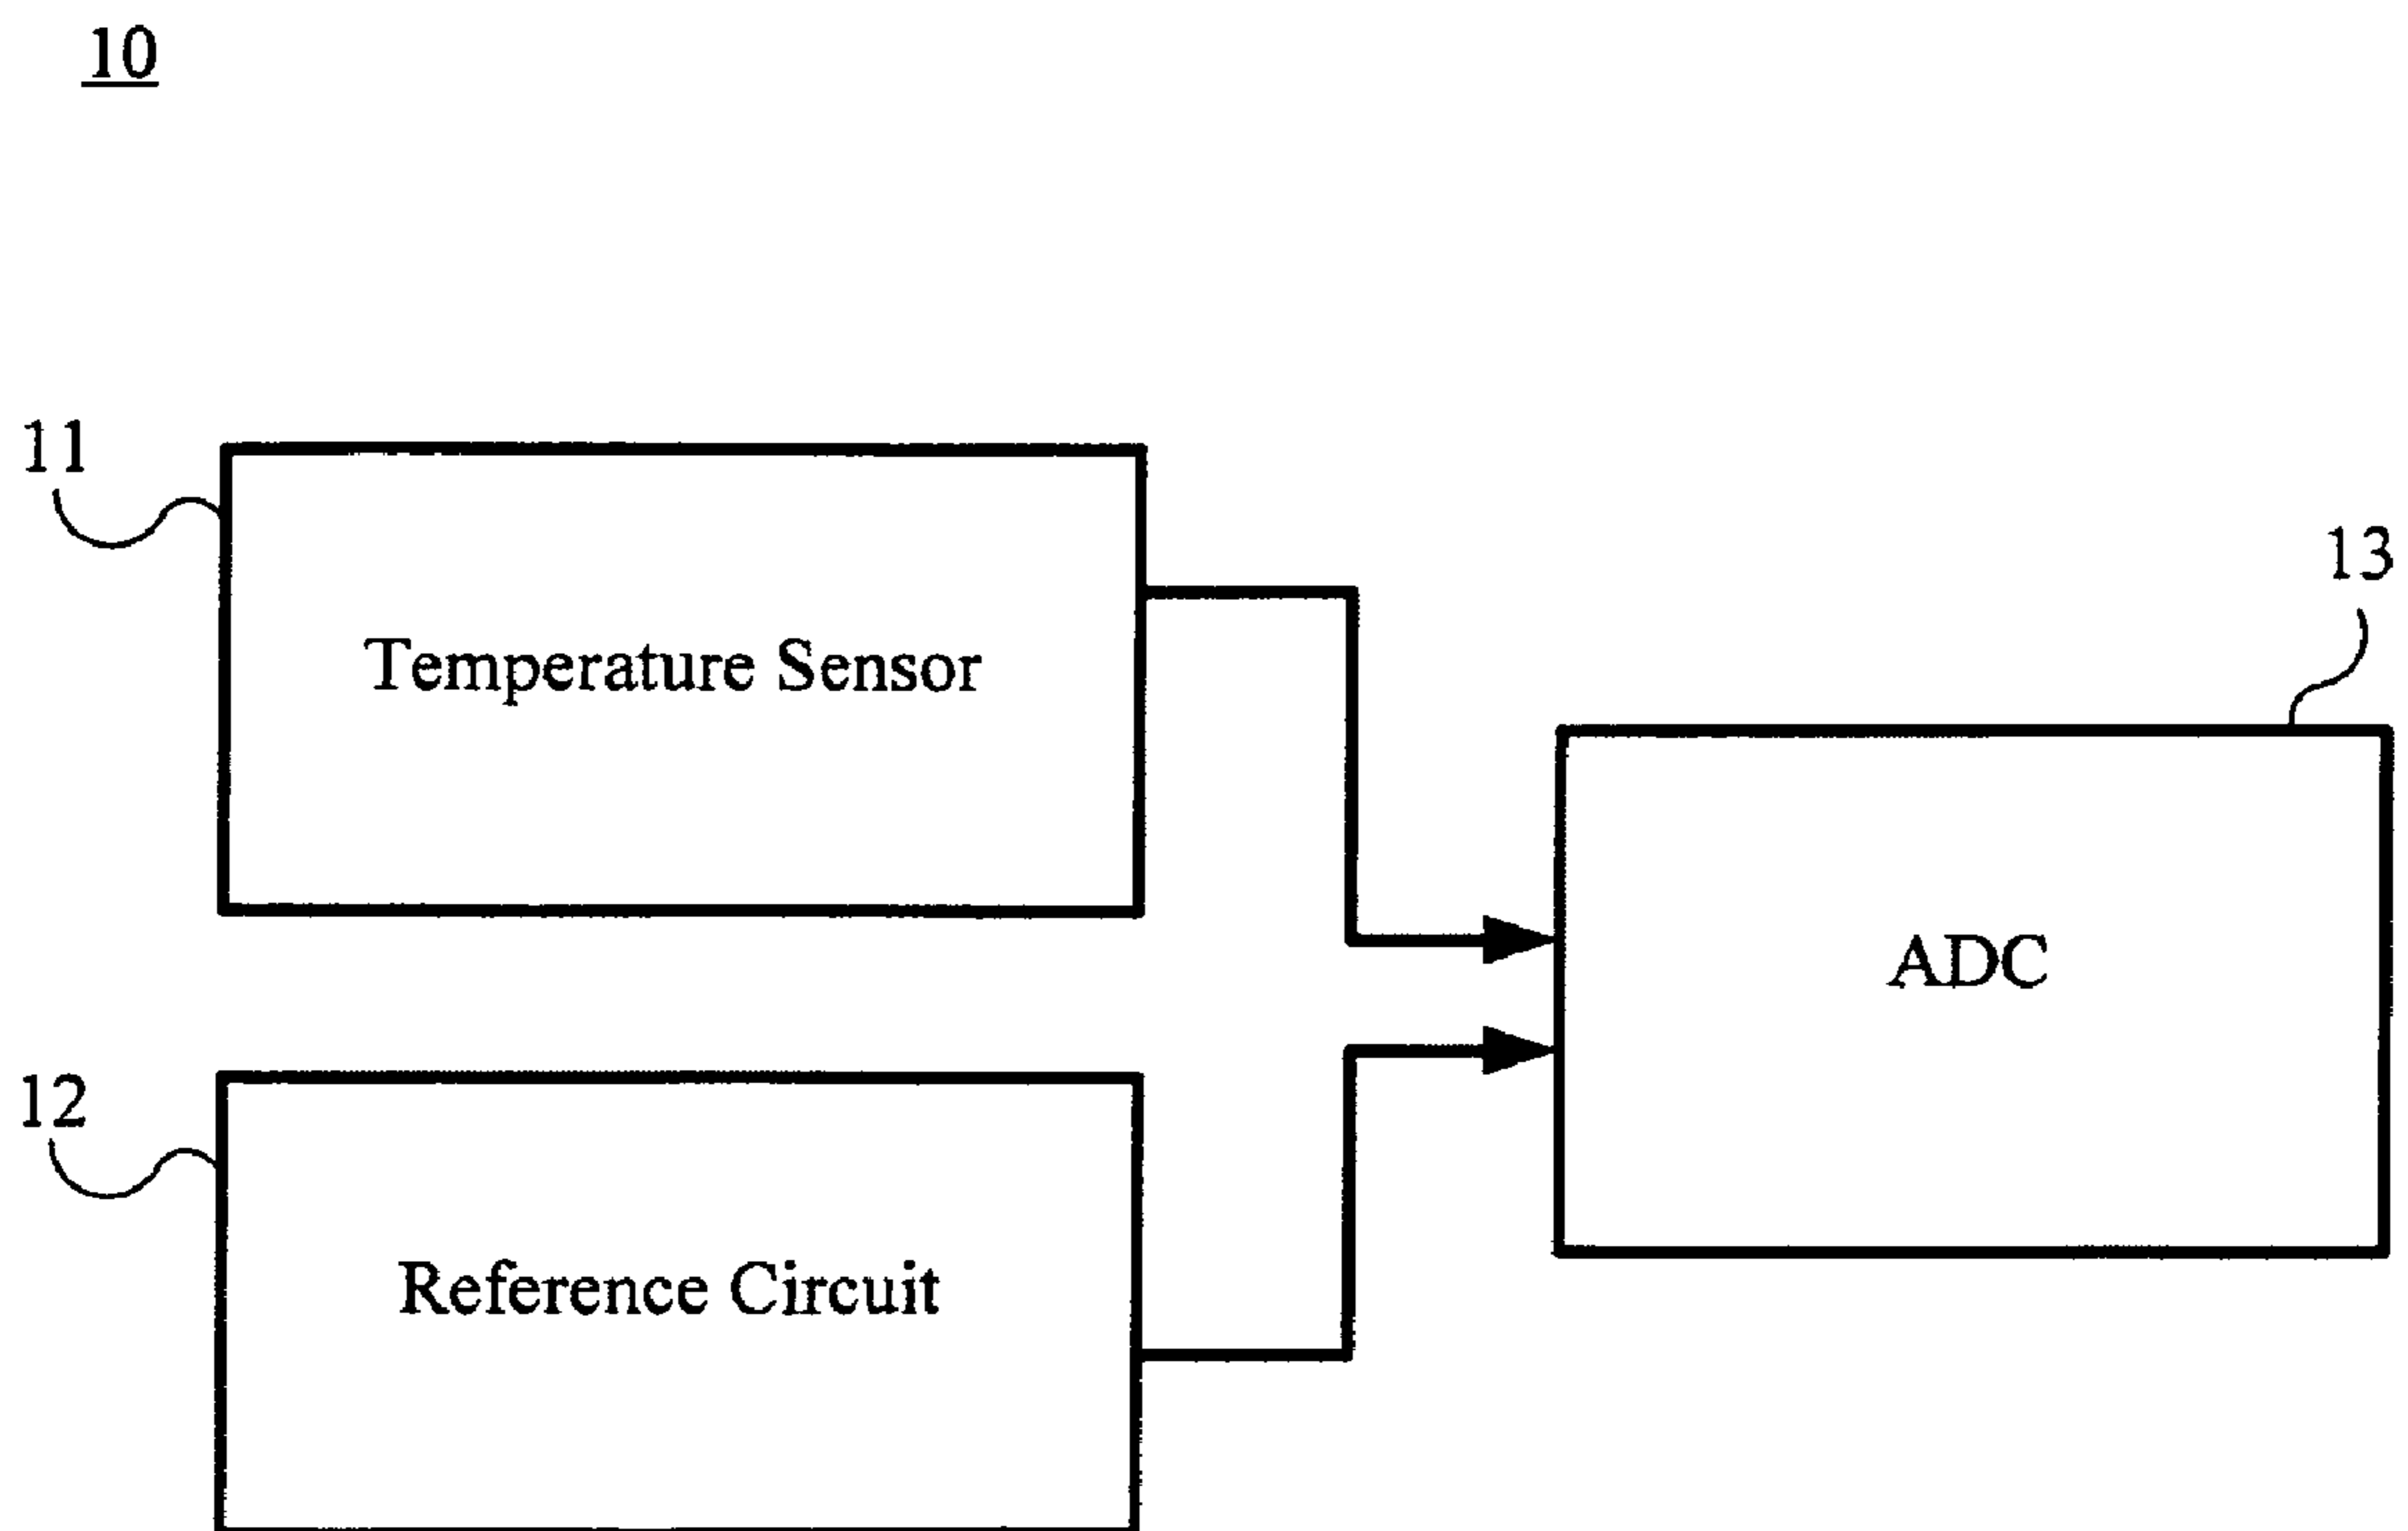 10
11
13
Temperature Sensor
ADC
12
Reference Circuit